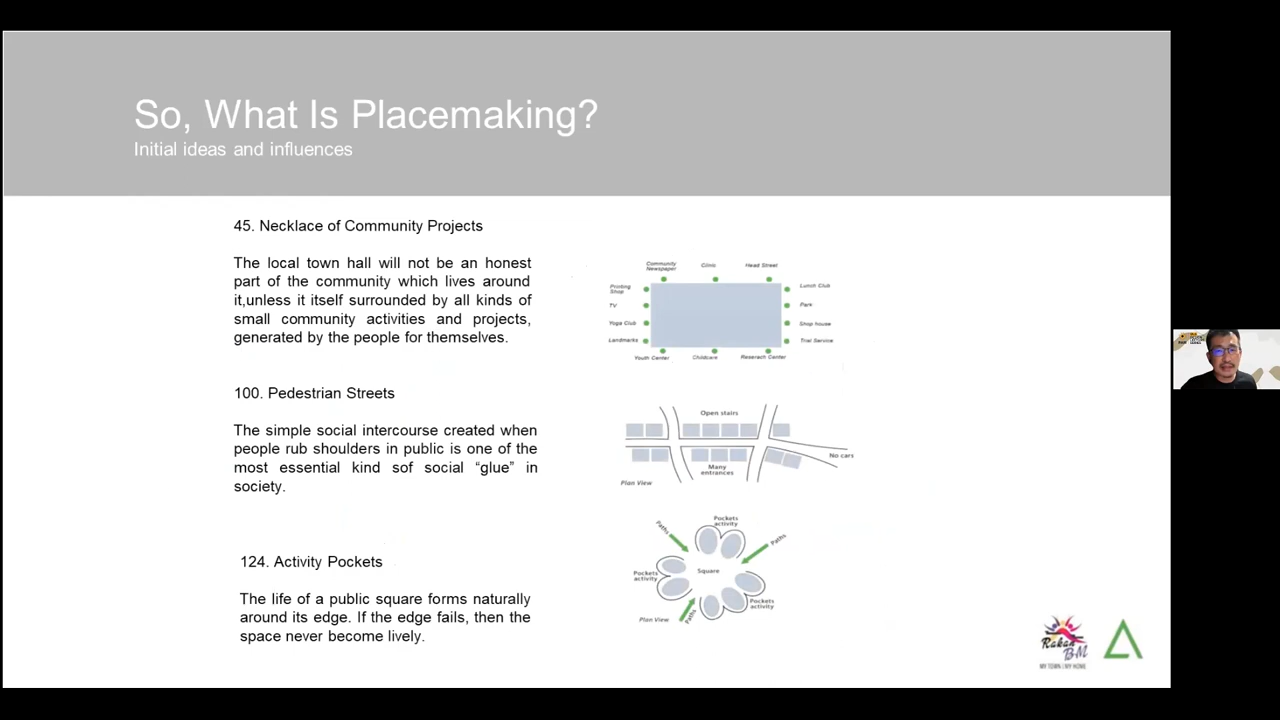 So, What Is Placemaking?
Initial ideas and influences
45. Necklace of Community Projects
The local town hall will not be an honest
part of the community which lives around
it,unless it itself surrounded by all kinds of
small community activities and projects,
generated by the people for themselves.
Community
Newspaper
Clinic
Head Street
Printing
Shop
TV
Yoga Club
Landmarks
Lunch Club
Park
Shop house
Trial Service
Youth Center
Childcare
Reserach Center
100. Pedestrian Streets
The simple social intercourse created when
people rub shoulders in public is one of the
most essential kind sof social “glue” in
society.
Open stairs
No cars
Many
entrances
Plan View
124. Activity Pockets
The life of a public square forms naturally
around its edge. If the edge fails, then the
space never become lively.
Pockets
activity
Paths
Paths
Square
Pockets
activity
Pockets
activity
Plan View
Paths
Rakan
BM
MY TOWN | MY HOME